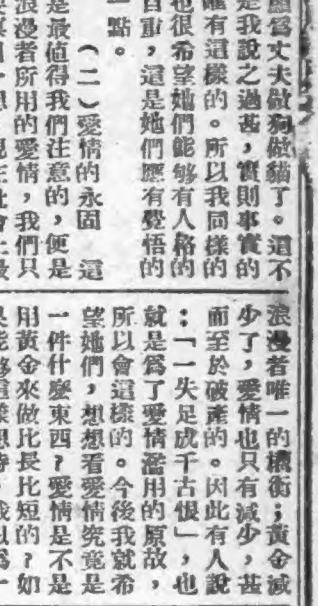 願爲丈夫做狗做貓了。這不
是我說之過甚，實則事實的
確有這樣的。所以我同樣的
也很希望她們能够有人格的
自重，這是她們應有覺悟的
一點。
（二）愛情的永固　這
是最値得我們注意的，便是
浪漫者所用的愛情，我們只
浪漫者唯一的權衡；黃金減
少了，愛情也只有減少，甚
而至於破產的。因此有人說
：「一失足成千古恨」，也
就是爲了愛情濫用的原故，
所以會這樣的。今後我就希
望她們，想想看愛情究竟是
一件什麽東西？愛情是不是
用黃金來做比長比短的？如